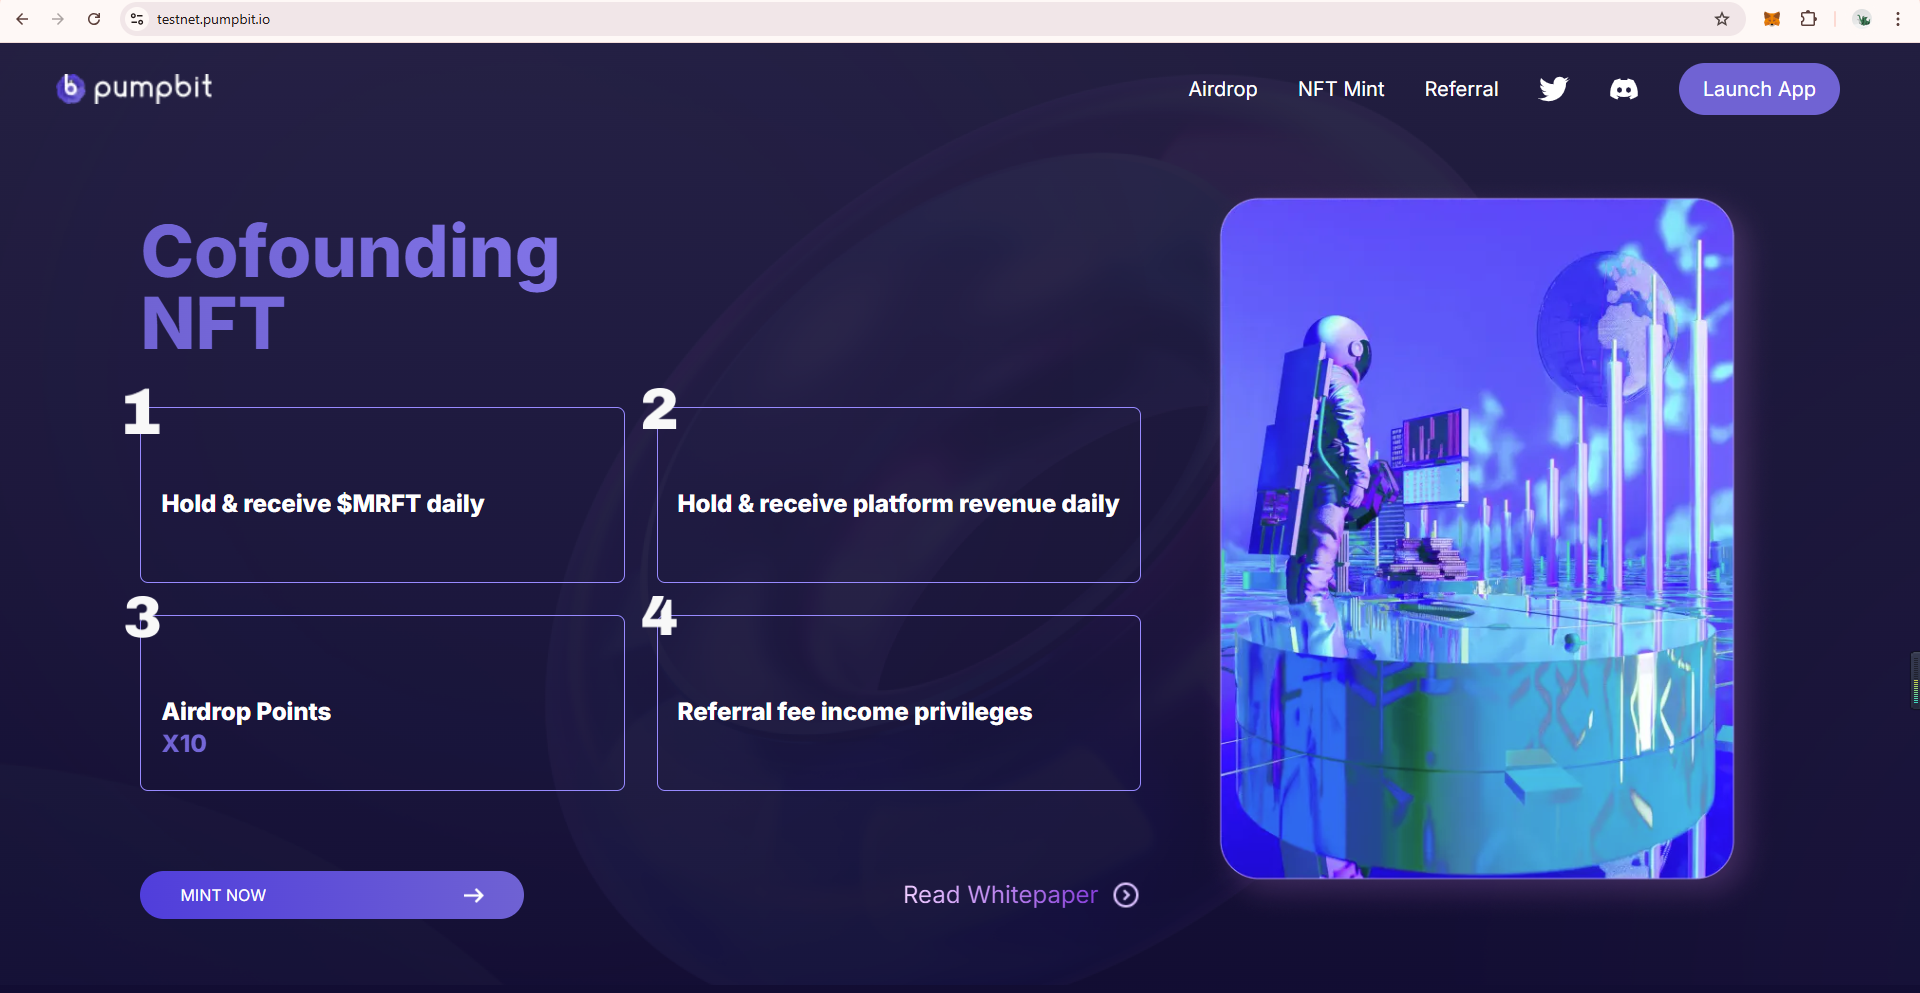 testnet.pumpbit.io
b pumpbit
Airdrop
NFT Mint
Referral
Launch App
Cofounding
NFT
1
Hold & receive $MRFT daily
2
Hold & receive platform revenue daily
3
Airdrop Points
X10
4
Referral fee income privileges
MINT NOW
Read Whitepaper